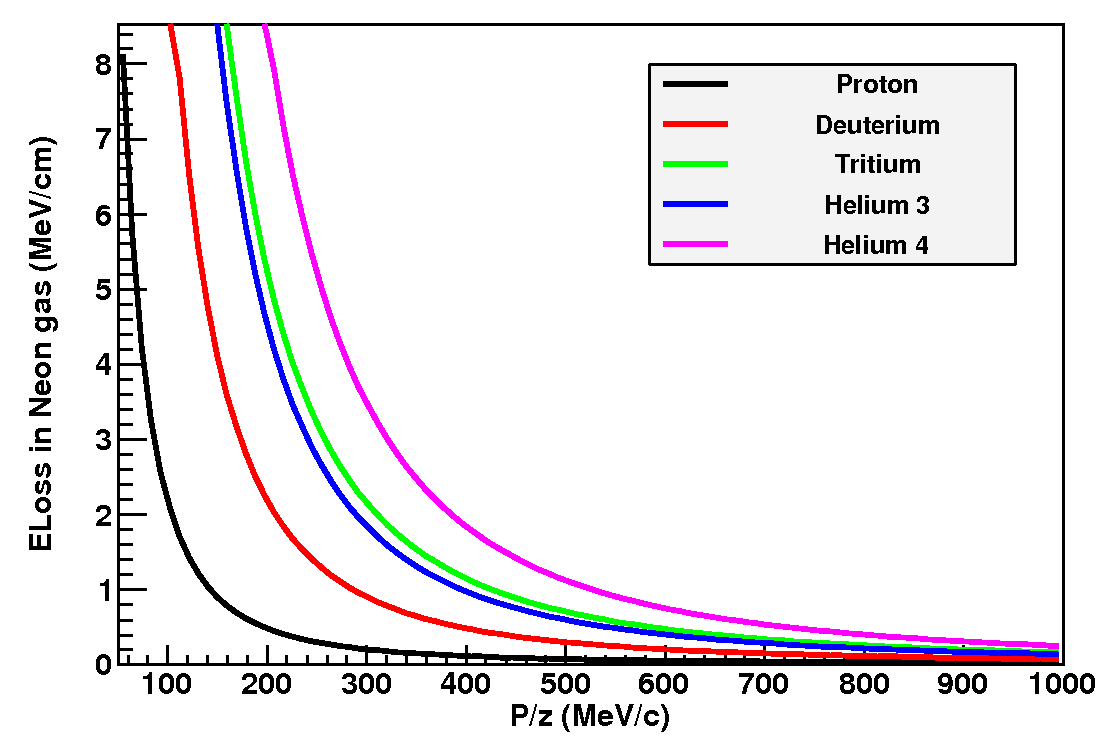 ELoss in Neon gas (MeV/cm)
8
7
6
5
4
3
2
1
0
Proton
Deuterium
Tritium
Helium 3
Helium 4
100 200 300 400 500 600 700 800 900 1000
P/z (MeV/c)